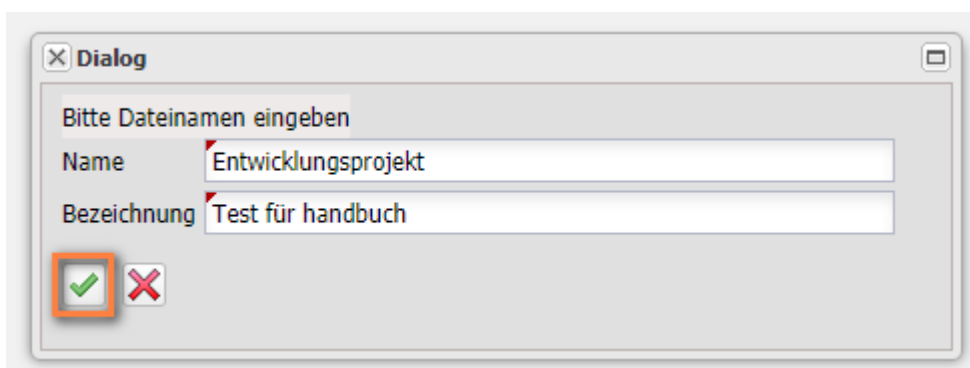 Dialog
Bitte Dateinamen eingeben
Name Entwicklungsprojekt
Bezeichnung Test für handbuch